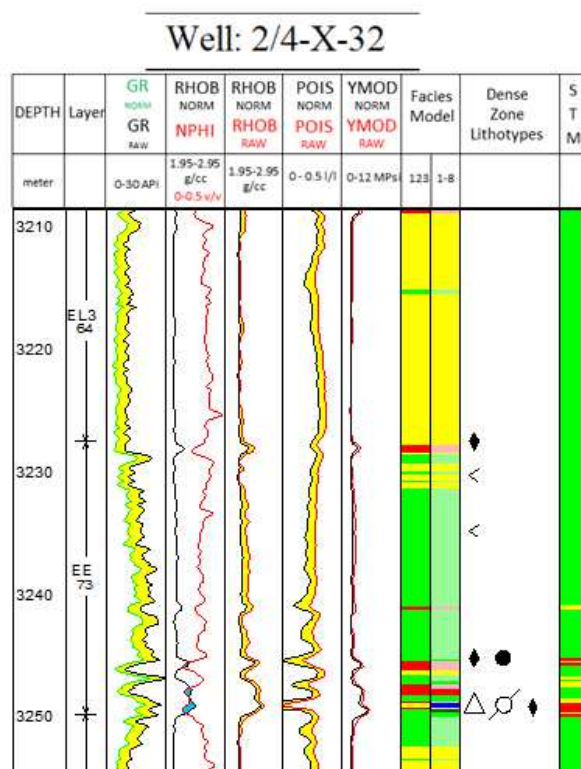 Well: 2/4-X-32
DEPTH Layer GR NORM GR RAW RHOB NORM NPHI RHOB NORM RHOB RAW POIS NORM POIS RAW YMOD NORM YMOD RAW Facies Model Dense Zone Lithotypes S T M
meter 0-30 API 1.95-2.95 g/cc 0-0.5 v/v 1.95-2.95 g/cc 0 - 0.5 l/l 0-12 MPsi 123 1-8
3210
EL3
64
3220
3230
EE
73
3240
3250